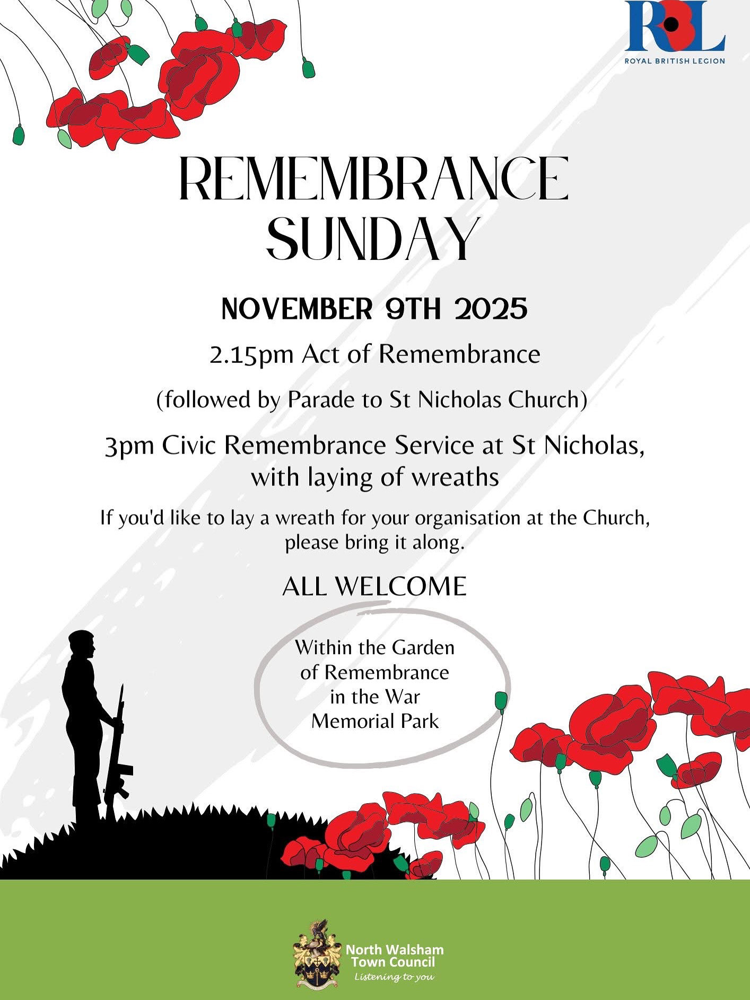 RBL
ROYAL BRITISH LEGION
REMEMBRANCE
SUNDAY
NOVEMBER 9TH 2025
2.15pm Act of Remembrance
(followed by Parade to St Nicholas Church)
3pm Civic Remembrance Service at St Nicholas,
with laying of wreaths
If you'd like to lay a wreath for your organisation at the Church,
please bring it along.
ALL WELCOME
Within the Garden
of Remembrance
in the War
Memorial Park
North Walsham
Town Council
Listening to you